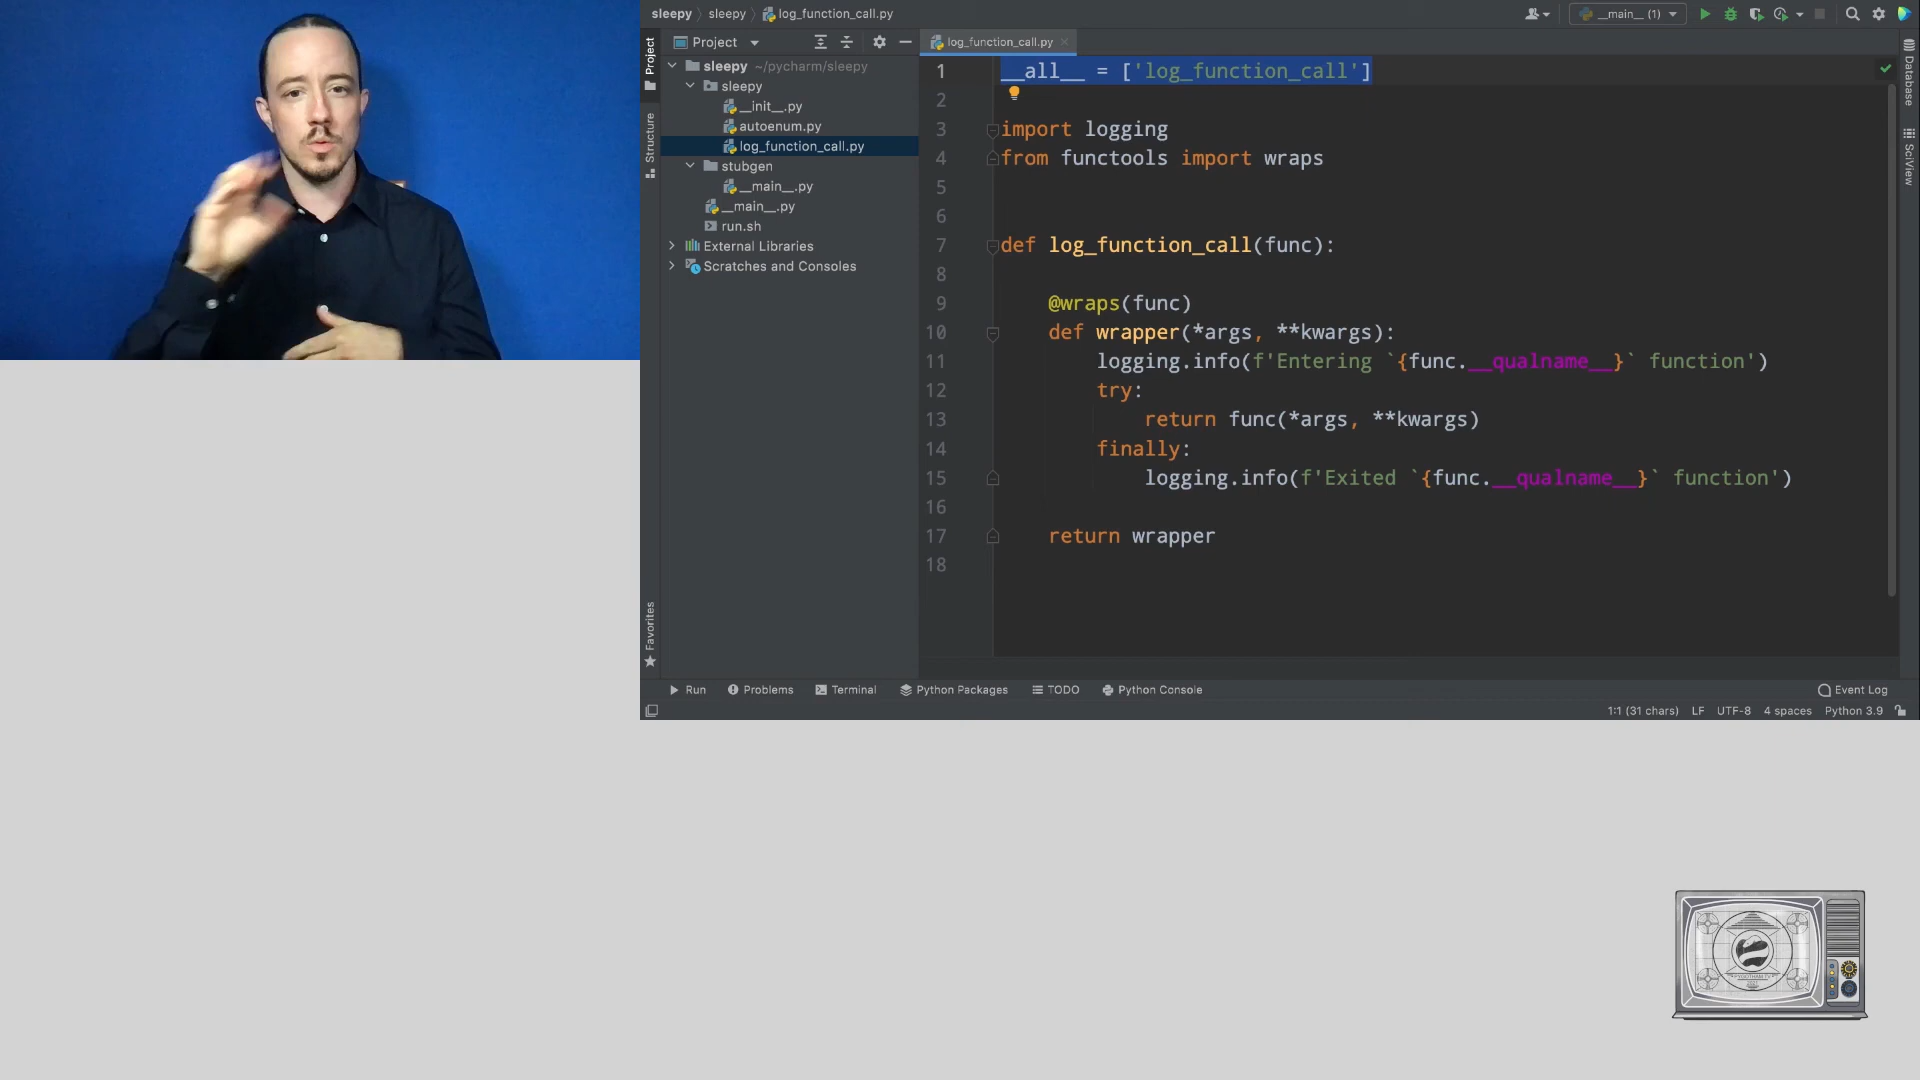 sleepy sleepy log_function_call.py
__main__ (1)
Project
log_function_call.py
Project
Structure
Favorites
sleepy ~/pycharm/sleepy
sleepy
__init__.py
autoenum.py
log_function_call.py
stubgen
__main__.py
__main__.py
run.sh
External Libraries
Scratches and Consoles
1 __all__ = ['log_function_call']
2
3 import logging
4 from functools import wraps
5
6
7 def log_function_call(func):
8
9 @wraps(func)
10 def wrapper(*args, **kwargs):
11 logging.info(f'Entering `{func.__qualname__}` function')
12 try:
13 return func(*args, **kwargs)
14 finally:
15 logging.info(f'Exited `{func.__qualname__}` function')
16
17 return wrapper
18
Database
SciView
Run Problems Terminal Python Packages TODO Python Console Event Log
1:1 (31 chars) LF UTF-8 4 spaces Python 3.9